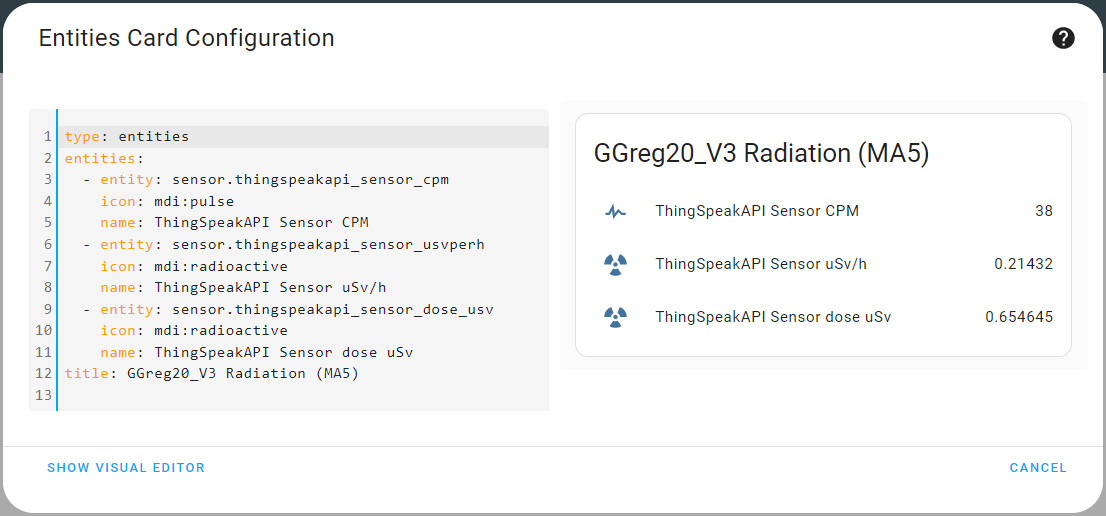 Entities Card Configuration
?
1 type: entities
2 entities:
3   - entity: sensor.thingspeakapi_sensor_cpm
4     icon: mdi:pulse
5     name: ThingSpeakAPI Sensor CPM
6   - entity: sensor.thingspeakapi_sensor_usvperh
7     icon: mdi:radioactive
8     name: ThingSpeakAPI Sensor uSv/h
9   - entity: sensor.thingspeakapi_sensor_dose_usv
10     icon: mdi:radioactive
11     name: ThingSpeakAPI Sensor dose uSv
12 title: GGreg20_V3 Radiation (MA5)
13
GGreg20_V3 Radiation (MA5)
ThingSpeakAPI Sensor CPM 38
ThingSpeakAPI Sensor uSv/h 0.21432
ThingSpeakAPI Sensor dose uSv 0.654645
SHOW VISUAL EDITOR
CANCEL